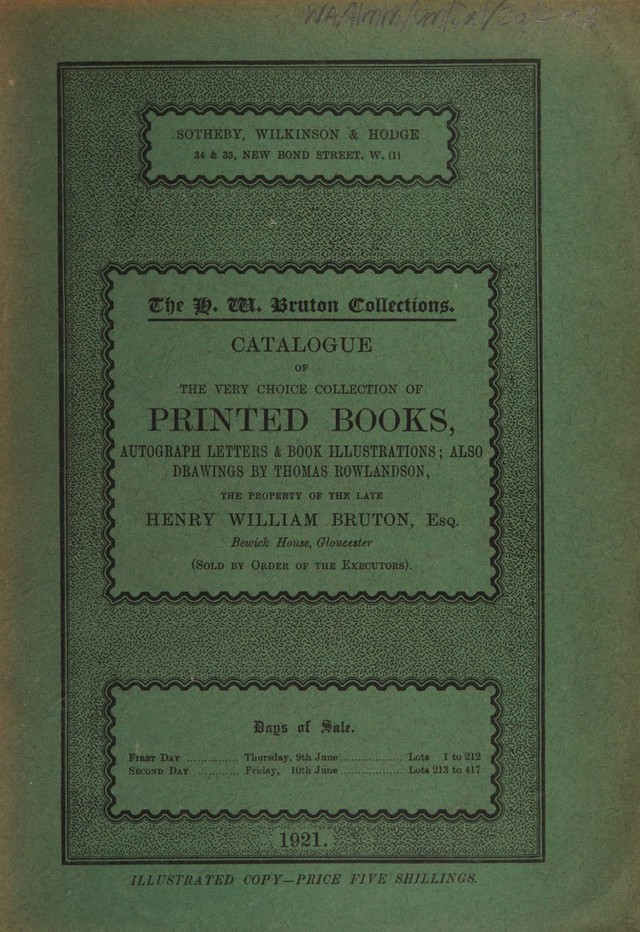 SOTHEBY, WILKINSON & HODGE
34 & 35, NEW BOND STREET, W. (1)
The H. W. Bruton Collections.
CATALOGUE
OF
THE VERY CHOICE COLLECTION OF
PRINTED BOOKS,
AUTOGRAPH LETTERS & BOOK ILLUSTRATIONS; ALSO
DRAWINGS BY THOMAS ROWLANDSON,
THE PROPERTY OF THE LATE
HENRY WILLIAM BRUTON, Esq.
Bewick House, Gloucester
(Sold by Order of the Executors).
Days of Sale.
First Day ............... Thursday, 9th June .................. Lots 1 to 212
Second Day ............ Friday, 10th June ................. Lots 213 to 417
1921.
ILLUSTRATED COPY—PRICE FIVE SHILLINGS.